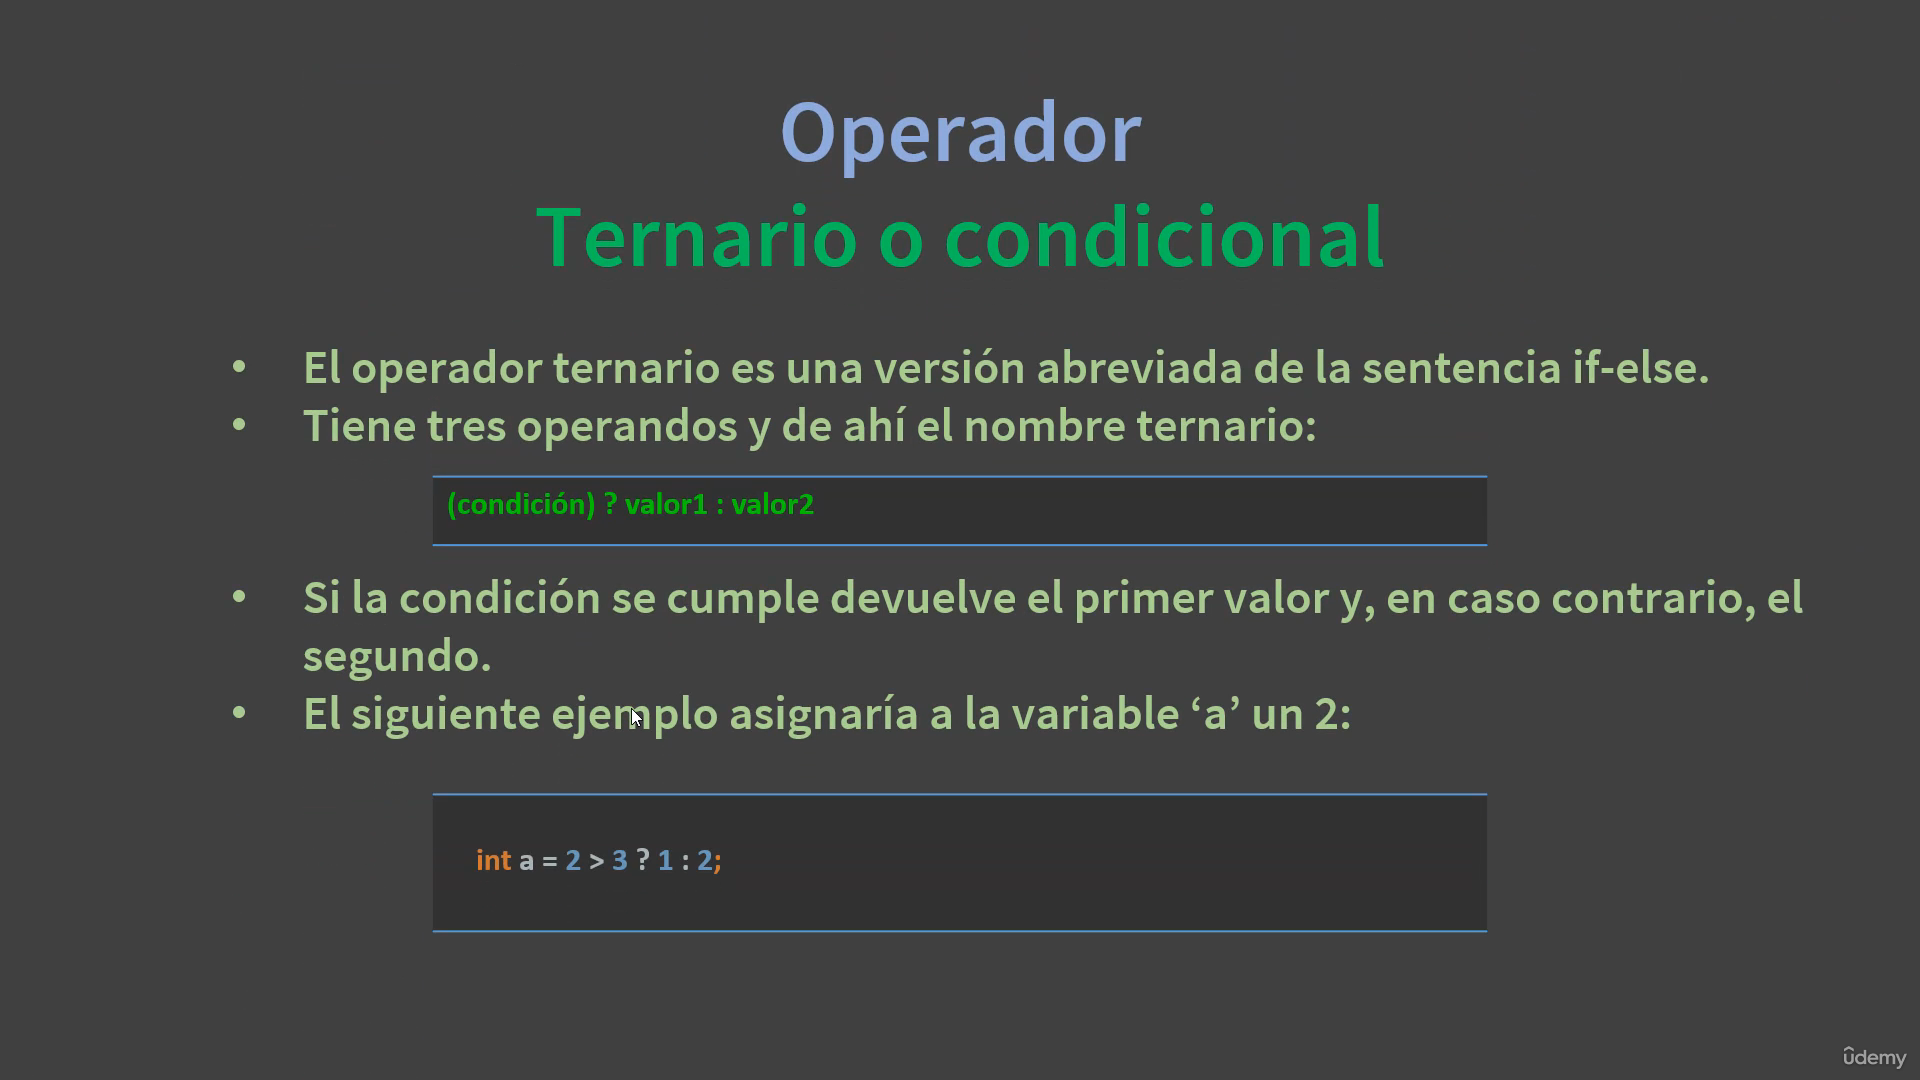 Operador
Ternario o condicional
• El operador ternario es una versión abreviada de la sentencia if-else.
• Tiene tres operandos y de ahí el nombre ternario:
(condición) ? valor1 : valor2
• Si la condición se cumple devuelve el primer valor y, en caso contrario, el
segundo.
• El siguiente ejemplo asignaría a la variable ‘a’ un 2:
int a = 2 > 3 ? 1 : 2;
ûdemy